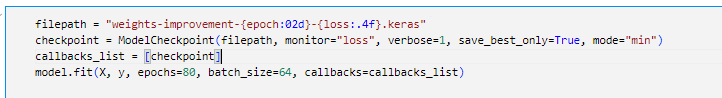 filepath = "weights-improvement-{epoch:02d}-{loss:.4f}.keras"
checkpoint = ModelCheckpoint(filepath, monitor="loss", verbose=1, save_best_only=True, mode="min")
callbacks_list = [checkpoint]
model.fit(X, y, epochs=80, batch_size=64, callbacks=callbacks_list)